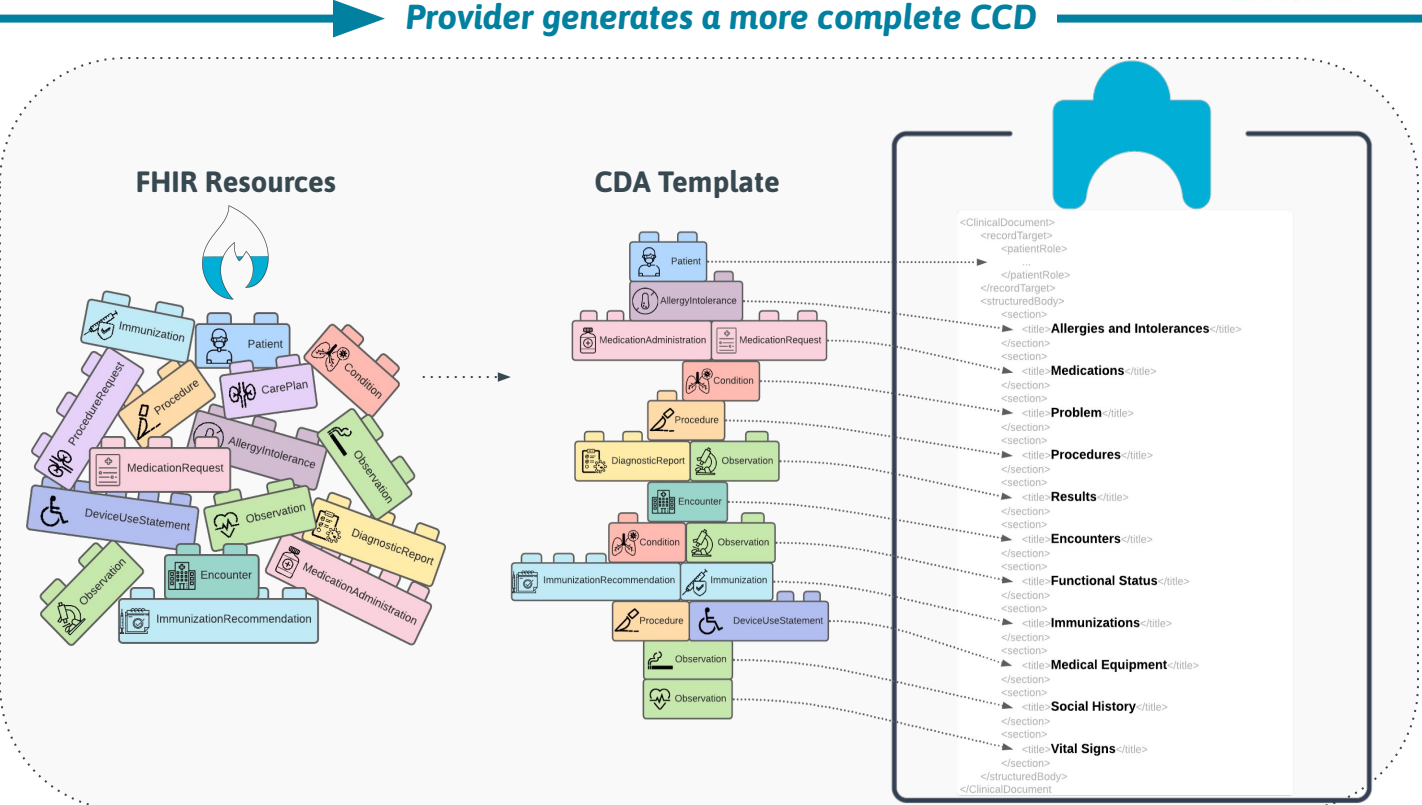 Provider generates a more complete CCD
FHIR Resources
Immunization
Patient
Condition
ProcedureRequest
Procedure
CarePlan
AllergyIntolerance
Observation
MedicationRequest
DeviceUseStatement
Observation
DiagnosticReport
Observation
Encounter
MedicationAdministration
ImmunizationRecommendation
CDA Template
Patient
AllergyIntolerance
MedicationAdministration
MedicationRequest
Condition
Procedure
DiagnosticReport
Observation
Encounter
Condition
Observation
ImmunizationRecommendation
Immunization
Procedure
DeviceUseStatement
Observation
Observation
<ClinicalDocument>
<recordTarget>
<patientRole>
...
</patientRole>
</recordTarget>
<structuredBody>
<section>
<title>Allergies and Intolerances</title>
</section>
<section>
<title>Medications</title>
</section>
<section>
<title>Problem</title>
</section>
<section>
<title>Procedures</title>
</section>
<section>
<title>Results</title>
</section>
<section>
<title>Encounters</title>
</section>
<section>
<title>Functional Status</title>
</section>
<section>
<title>Immunizations</title>
</section>
<section>
<title>Medical Equipment</title>
</section>
<section>
<title>Social History</title>
</section>
<section>
<title>Vital Signs</title>
</section>
</structuredBody>
</ClinicalDocument